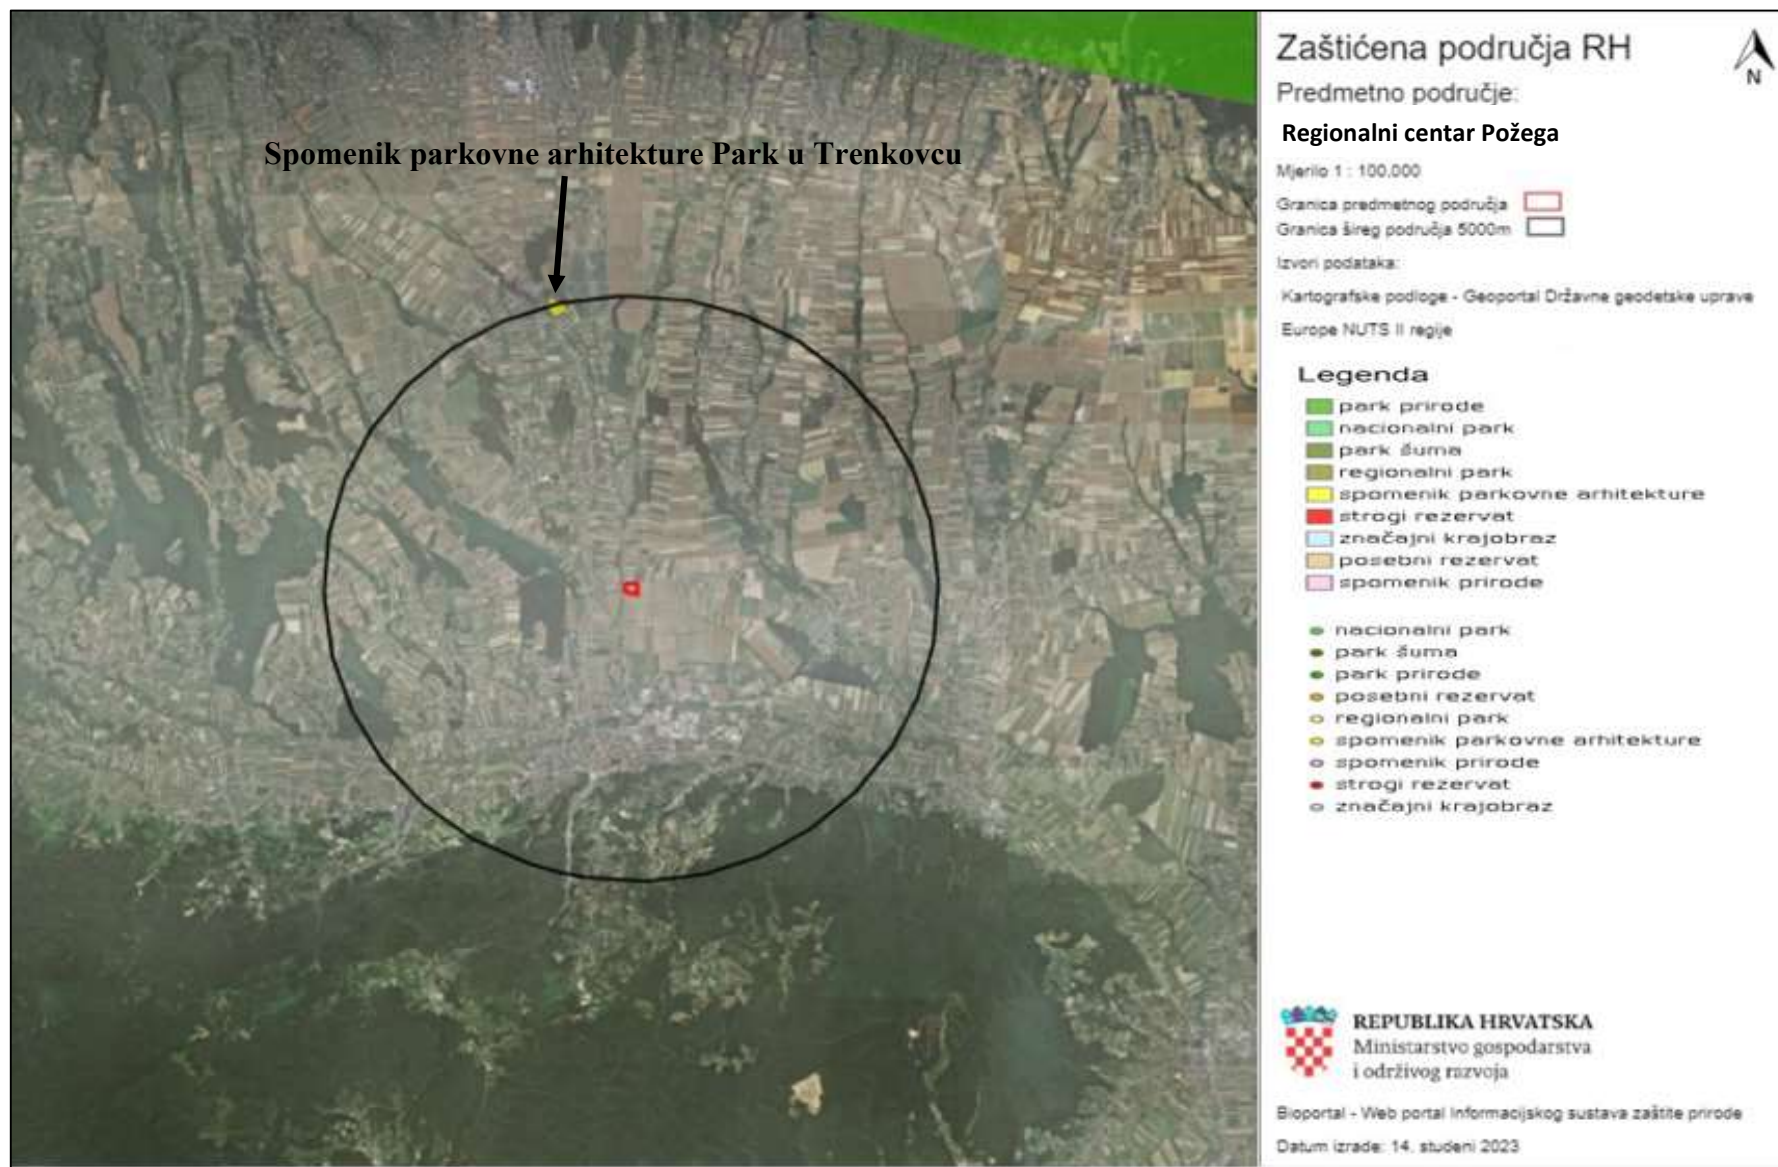 Spomenik parkovne arhitekture Park u Trenkovcu
Zaštićena područja RH
N
Predmetno područje:
Regionalni centar Požega
Mjerilo 1 : 100.000
Granica predmetnog područja
Granica šireg područja 5000m
Izvori podataka:
Kartografske podloge - Geoportal Državne geodetske uprave
Europe NUTS II regije
Legenda
park prirode
nacionalni park
park šuma
regionalni park
spomenik parkovne arhitekture
strogi rezervat
značajni krajobraz
posebni rezervat
spomenik prirode
nacionalni park
park šuma
park prirode
posebni rezervat
regionalni park
spomenik parkovne arhitekture
spomenik prirode
strogi rezervat
značajni krajobraz
REPUBLIKA HRVATSKA
Ministarstvo gospodarstva
i održivog razvoja
Bioportal - Web portal Informacijskog sustava zaštite prirode
Datum izrade: 14. studeni 2023